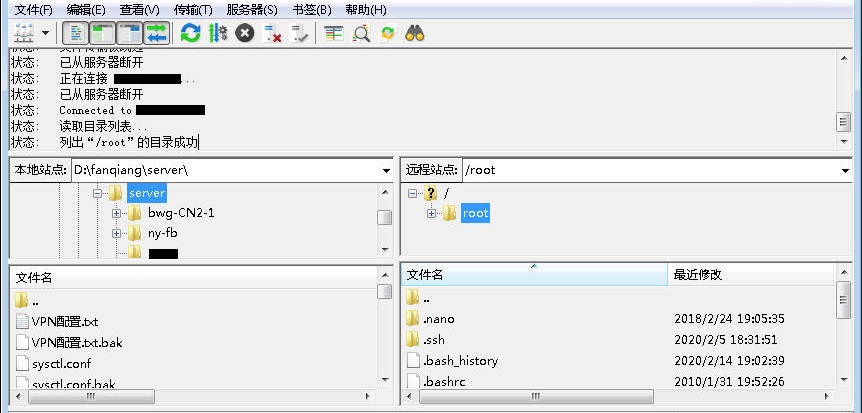 文件(F) 编辑(E) 查看(V) 传输(T) 服务器(S) 书签(B) 帮助(H)
状态: 文件传输被跳过
状态: 已从服务器断开
状态: 正在连接 ...
状态: 已从服务器断开
状态: Connected to
状态: 读取目录列表...
状态: 列出“/root”的目录成功
本地站点: D:\fanqiang\server\
server
bwg-CN2-1
ny-fb
文件名
..
VPN配置.txt
VPN配置.txt.bak
sysctl.conf
sysctl.conf.bak
远程站点: /root
/
root
文件名 最近修改
..
.nano 2018/2/24 19:05:35
.ssh 2020/2/5 18:31:51
.bash_history 2020/2/14 19:02:39
.bashrc 2010/1/31 19:52:26